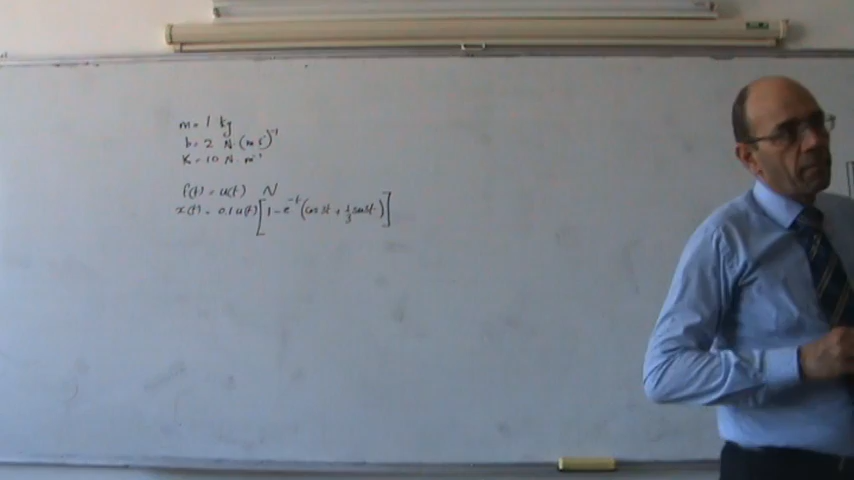 m = 1 kg
b = 2 N.(m s⁻¹)⁻¹
K = 10 N.m⁻¹
f(t) = u(t) N
x(t) = 0.1 u(t) [1 - e⁻ᵗ (cos 3t + 1/3 sin 3t)]